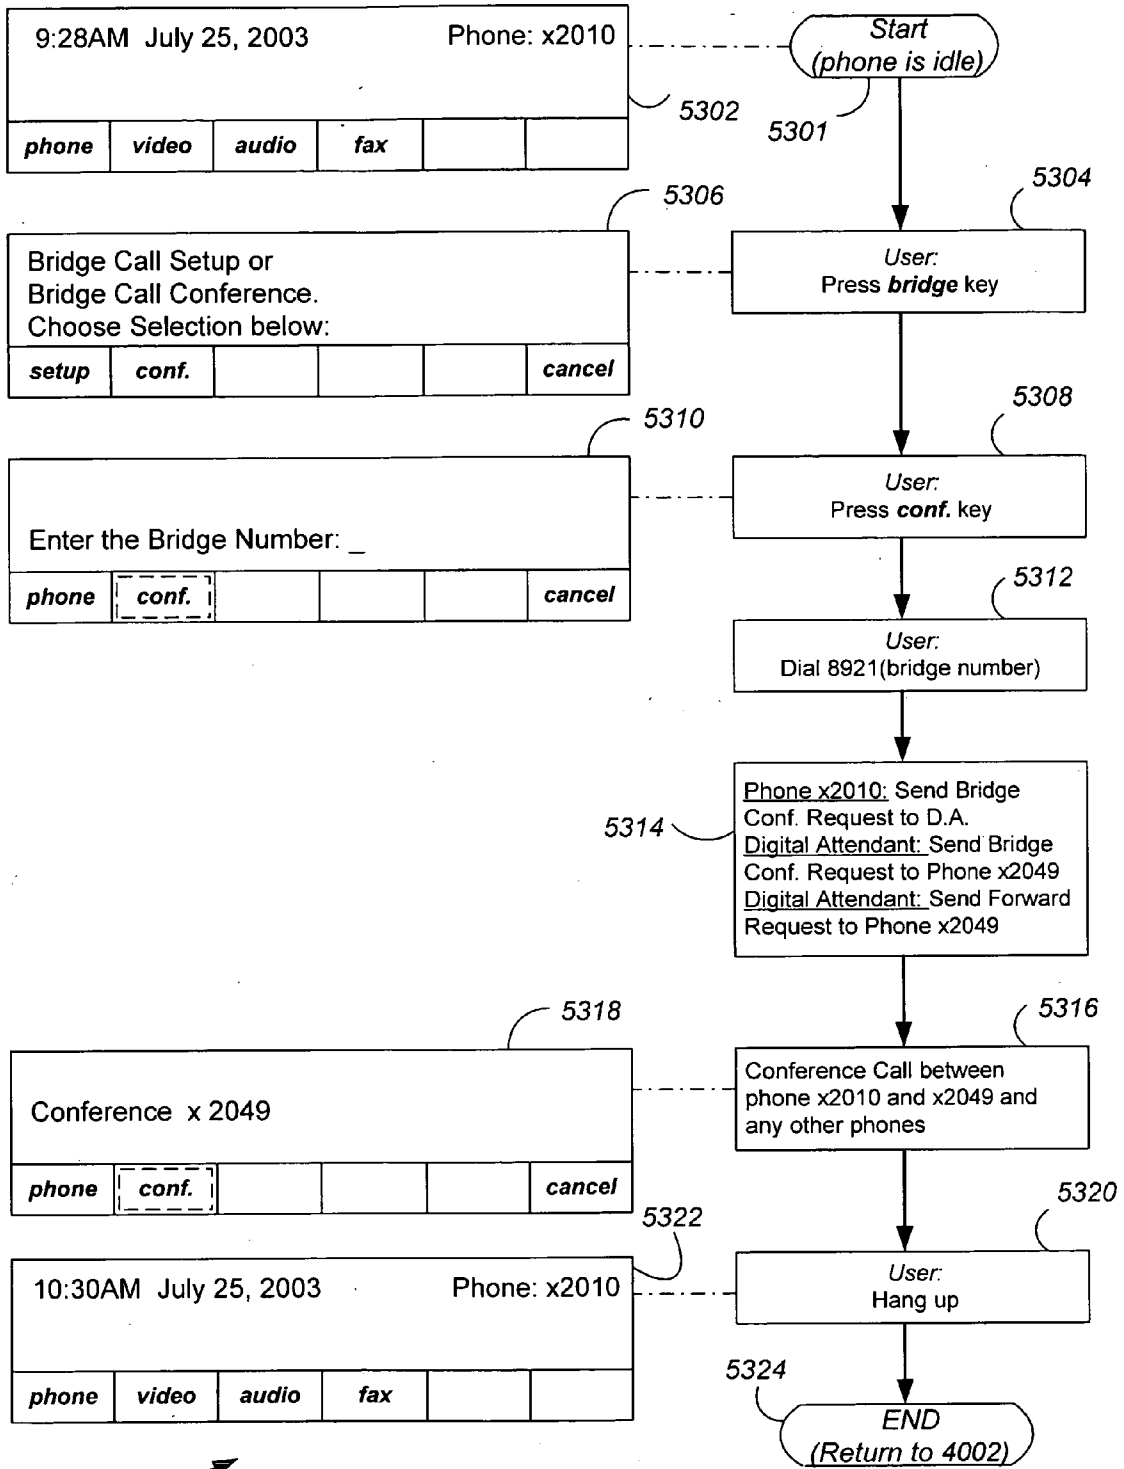 9:28AM July 25, 2003 Phone: x2010
phone video audio fax
5302
Start
(phone is idle)
5301
5306
Bridge Call Setup or
Bridge Call Conference.
Choose Selection below:
setup conf. cancel
5304
User:
Press bridge key
5310
Enter the Bridge Number: _
phone conf. cancel
5308
User:
Press conf. key
5312
User:
Dial 8921(bridge number)
5314
Phone x2010: Send Bridge
Conf. Request to D.A.
Digital Attendant: Send Bridge
Conf. Request to Phone x2049
Digital Attendant: Send Forward
Request to Phone x2049
5318
Conference x 2049
phone conf. cancel
5316
Conference Call between
phone x2010 and x2049 and
any other phones
5322
10:30AM July 25, 2003 Phone: x2010
phone video audio fax
5320
User:
Hang up
5324
END
(Return to 4002)